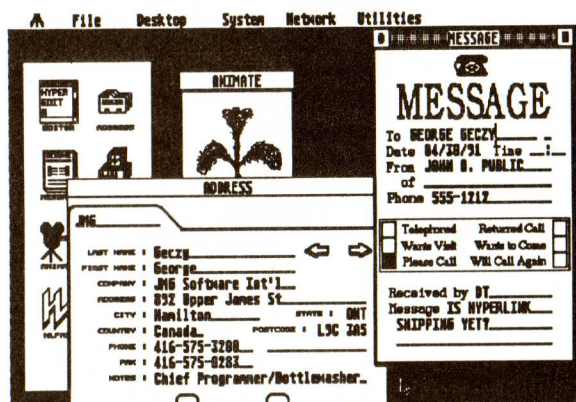 File Desktop System Network Utilities
HYPER
EDIT
EDITOR
ADDRESS
ANIMATE
ADDRESS
JMG
LAST NAME : Geczy
FIRST NAME : George
COMPANY : JMG Software Int'l
ADDRESS : 892 Upper James St
CITY : Hamilton STATE : ONT
COUNTRY : Canada POSTCODE : L9C
PHONE : 416-575-3200
FAX : 416-575-0283
NOTES : Chief Programmer/Bottlewasher
MESSAGE
MESSAGE
To GEORGE GECZY
Date 04/30/91 Time __:__
From JOHN Q. PUBLIC
of
Phone 555-1212
Telephoned Returned Call
Wants Visit Wants to Come
Please Call Will Call Again
Received by DT
Message IS HYPERLINK
SHIPPING YET?